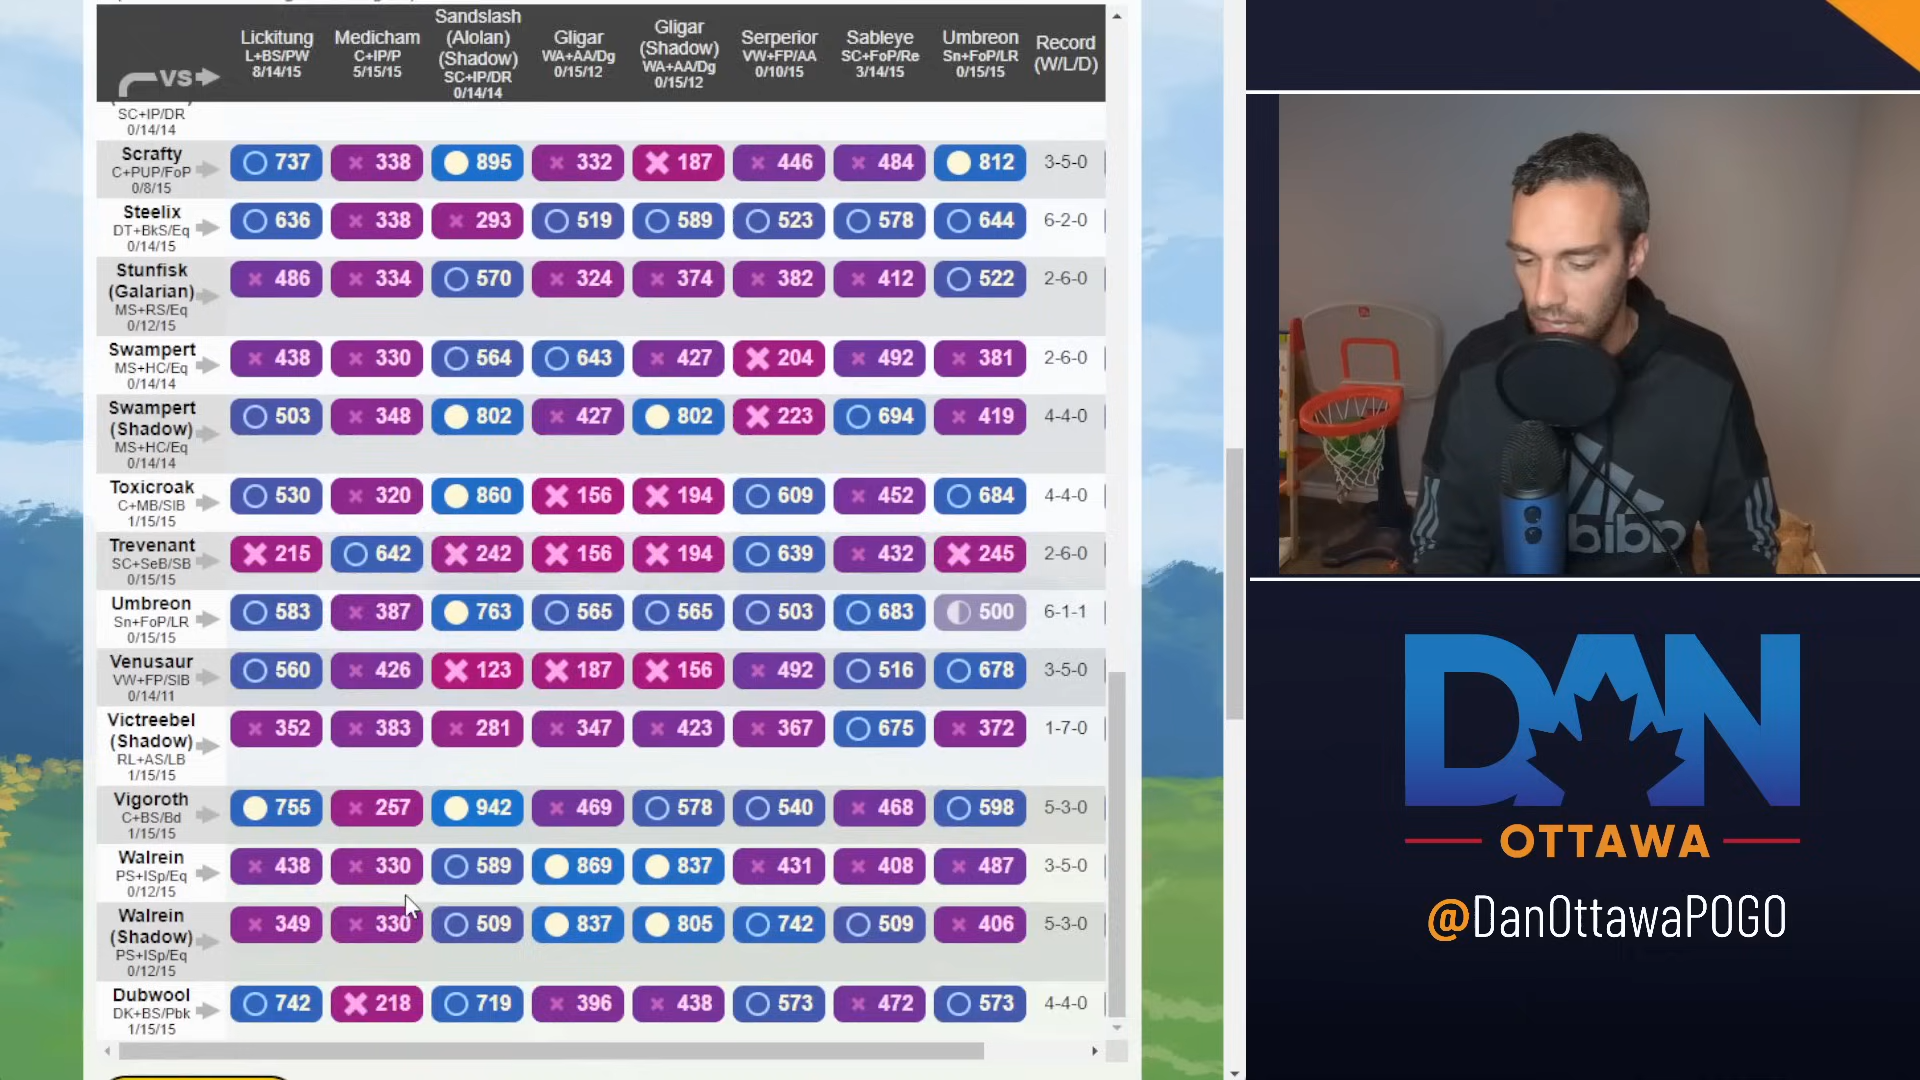 VS
Lickitung
L+BS/PW
8/14/15
Medicham
C+IP/P
5/15/15
Sandslash
(Alolan)
(Shadow)
SC+IP/DR
0/14/14
Gligar
WA+AA/Dg
0/15/12
Gligar
(Shadow)
WA+AA/Dg
0/15/12
Serperior
VW+FP/AA
0/10/15
Sableye
SC+FoP/Re
3/14/15
Umbreon
Sn+FoP/LR
0/15/15
Record
(W/L/D)
SC+IP/DR
0/14/14
Scrafty
C+PUP/FoP
0/8/15
737 338 895 332 187 446 484 812 3-5-0
Steelix
DT+BkS/Eq
0/14/15
636 338 293 519 589 523 578 644 6-2-0
Stunfisk
(Galarian)
MS+RS/Eq
0/12/15
486 334 570 324 374 382 412 522 2-6-0
Swampert
MS+HC/Eq
0/14/14
438 330 564 643 427 204 492 381 2-6-0
Swampert
(Shadow)
MS+HC/Eq
0/14/14
503 348 802 427 802 223 694 419 4-4-0
Toxicroak
C+MB/SlB
1/15/15
530 320 860 156 194 609 452 684 4-4-0
Trevenant
SC+SeB/SB
0/15/15
215 642 242 156 194 639 432 245 2-6-0
Umbreon
Sn+FoP/LR
0/15/15
583 387 763 565 565 503 683 500 6-1-1
Venusaur
VW+FP/SlB
0/14/11
560 426 123 187 156 492 516 678 3-5-0
Victreebel
(Shadow)
RL+AS/LB
1/15/15
352 383 281 347 423 367 675 372 1-7-0
Vigoroth
C+BS/Bd
1/15/15
755 257 942 469 578 540 468 598 5-3-0
Walrein
PS+ISp/Eq
0/12/15
438 330 589 869 837 431 408 487 3-5-0
Walrein
(Shadow)
PS+ISp/Eq
0/12/15
349 330 509 837 805 742 509 406 5-3-0
Dubwool
DK+BS/Pbk
1/15/15
742 218 719 396 438 573 472 573 4-4-0
adidas
DAN
OTTAWA
@DanOttawaPOGO